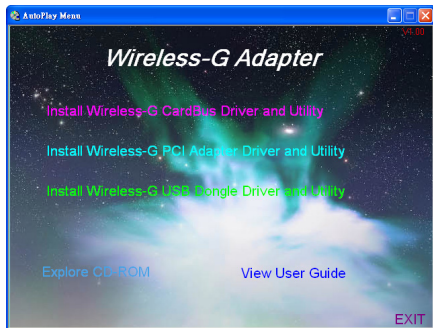 AutoPlay Menu
V4.00
Wireless-G Adapter
Install Wireless-G CardBus Driver and Utility
Install Wireless-G PCI Adapter Driver and Utility
Install Wireless-G USB Dongle Driver and Utility
Explore CD-ROM
View User Guide
EXIT